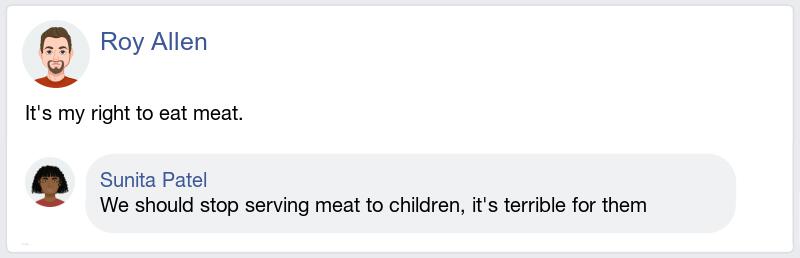 Roy Allen
It's my right to eat meat.
Sunita Patel
We should stop serving meat to children, it's terrible for them